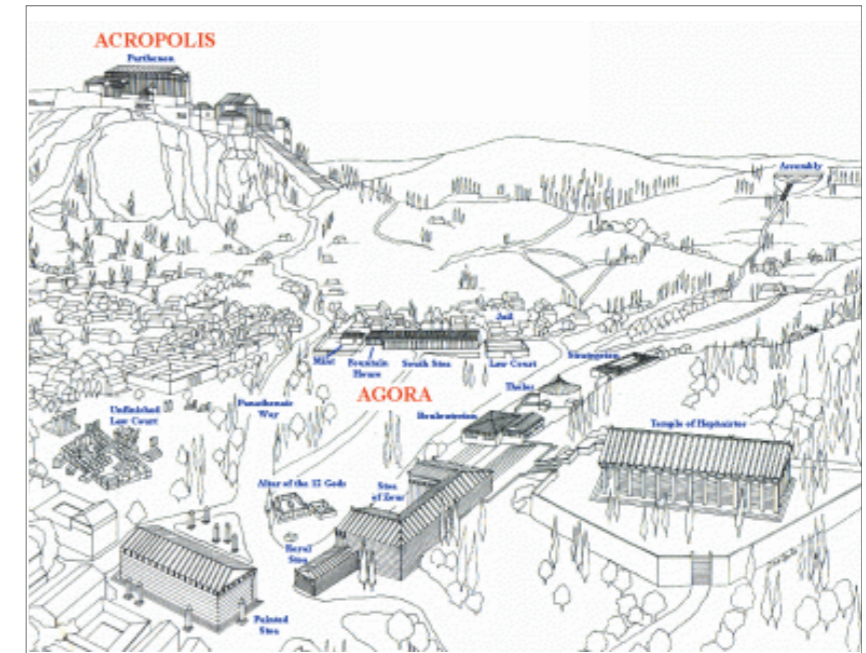 ACROPOLIS
Parthenon
Assembly
Jail
Mint
Fountain
House
South Stoa
Law Court
Strategeion
Tholos
AGORA
Panathenaic
Way
Unfinished
Law Court
Bouleuterion
Temple of Hephaistos
Altar of the 12 Gods
Stoa
of Zeus
Royal
Stoa
Painted
Stoa